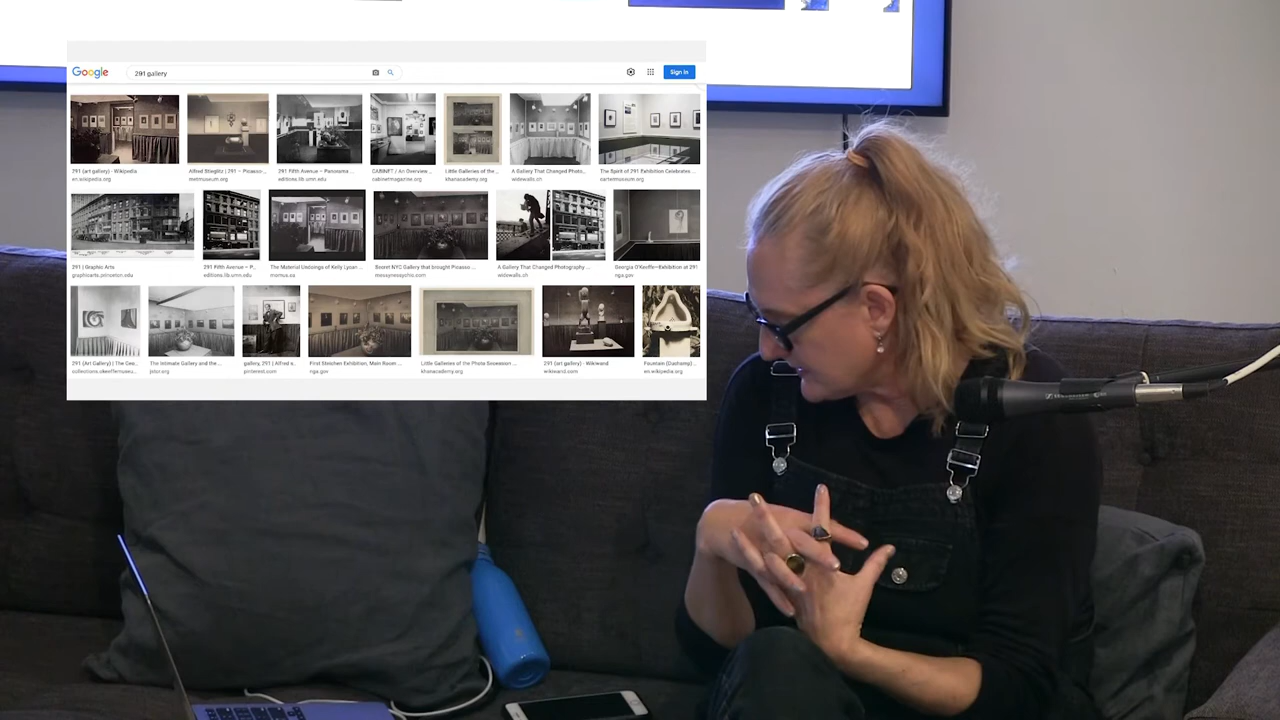 Google
291 gallery
Sign in
291 (art gallery) - Wikipedia
en.wikipedia.org
Alfred Stieglitz | 291 – Picasso-...
metmuseum.org
291 Fifth Avenue – Panorama...
editions.lib.umn.edu
CABINET / An Overview ...
cabinetmagazine.org
Little Galleries of the ...
khanacademy.org
A Gallery That Changed Photo...
widewalls.ch
The Spirit of 291 Exhibition Celebrates ...
cartermuseum.org
291 | Graphic Arts
graphicarts.princeton.edu
291 Fifth Avenue – P...
editions.lib.umn.edu
The Material Undoings of Kelly Lysan ...
momus.ca
Secret NYC Gallery that brought Picasso ...
messynessychic.com
A Gallery That Changed Photography ...
widewalls.ch
Georgia O'Keeffe—Exhibition at 291
nga.gov
291 (Art Gallery) | The Geo...
collections.okeeffemuseu...
The Intimate Gallery and the...
jstor.org
gallery, 291 | Alfred s...
pinterest.com
First Steichen Exhibition, Main Room ...
nga.gov
Little Galleries of the Photo Secession ...
khanacademy.org
291 (art gallery) - Wikiwand
wikiwand.com
Fountain (Duchamp) ...
en.wikipedia.org
SENNHEISER